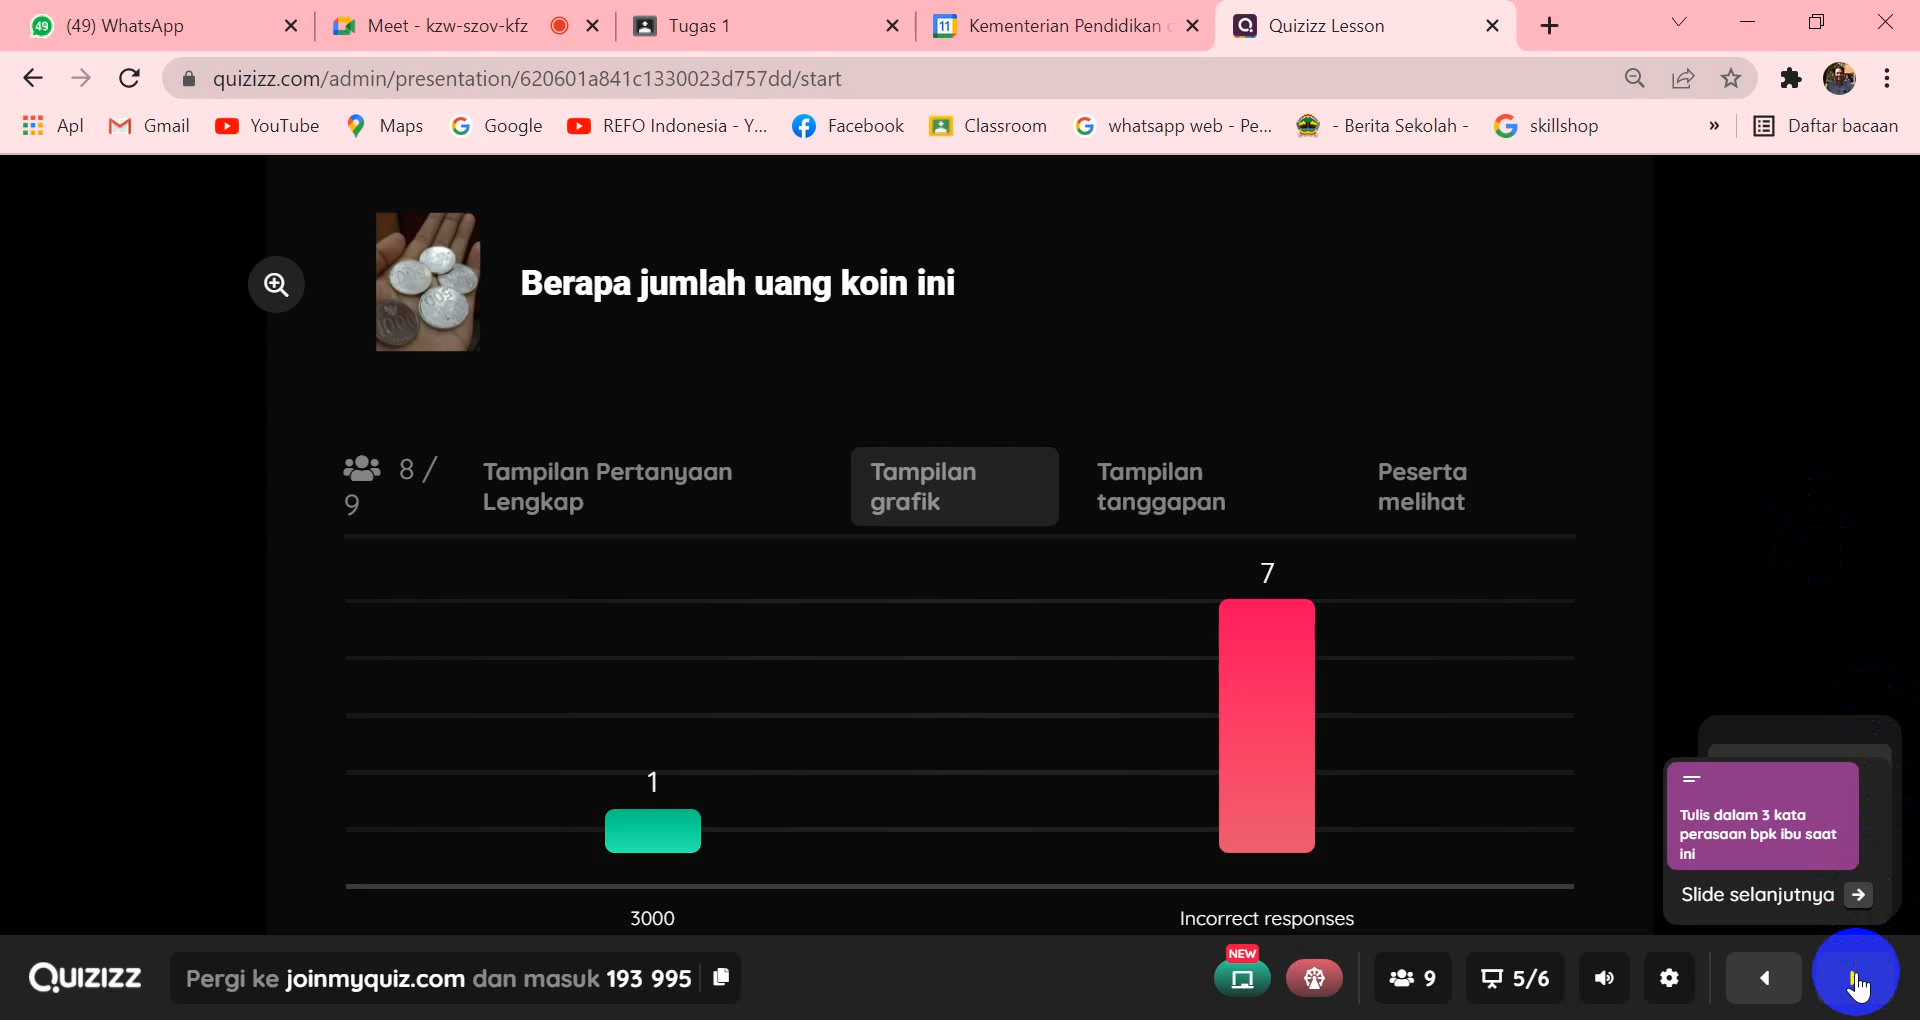 (49) WhatsApp
Meet - kzw-szov-kfz
Tugas 1
Kementerian Pendidikan
Quizizz Lesson
quizizz.com/admin/presentation/620601a841c1330023d757dd/start
Apl
Gmail
YouTube
Maps
Google
REFO Indonesia - Y...
Facebook
Classroom
whatsapp web - Pe...
- Berita Sekolah -
skillshop
»
Daftar bacaan
Berapa jumlah uang koin ini
8 /
9
Tampilan Pertanyaan
Lengkap
Tampilan
grafik
Tampilan
tanggapan
Peserta
melihat
7
1
3000
Incorrect responses
Tulis dalam 3 kata
perasaan bpk ibu saat
ini
Slide selanjutnya
QUIZIZZ
Pergi ke joinmyquiz.com dan masuk 193 995
NEW
9
5/6